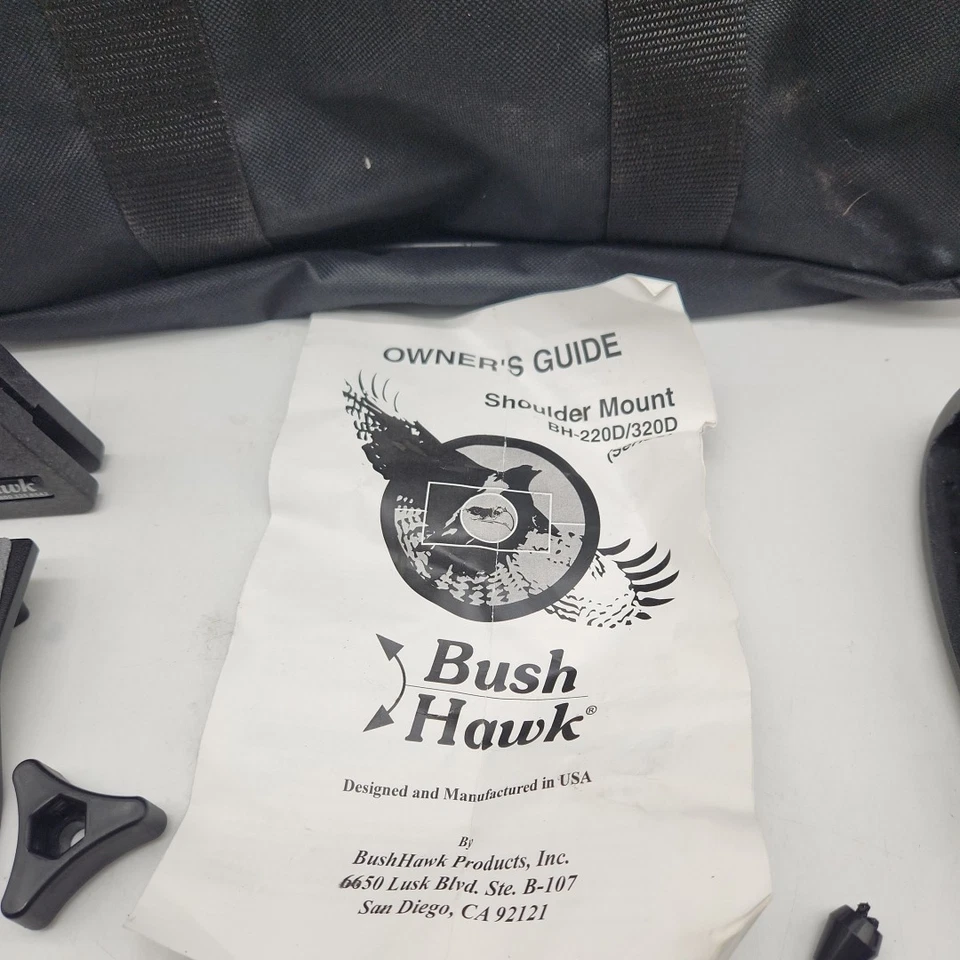 OWNER'S GUIDE
Shoulder Mount
BH-220D/320D
Bush
Hawk®
Designed and Manufactured in USA
By
BushHawk Products, Inc.
6650 Lusk Blvd. Ste. B-107
San Diego, CA 92121